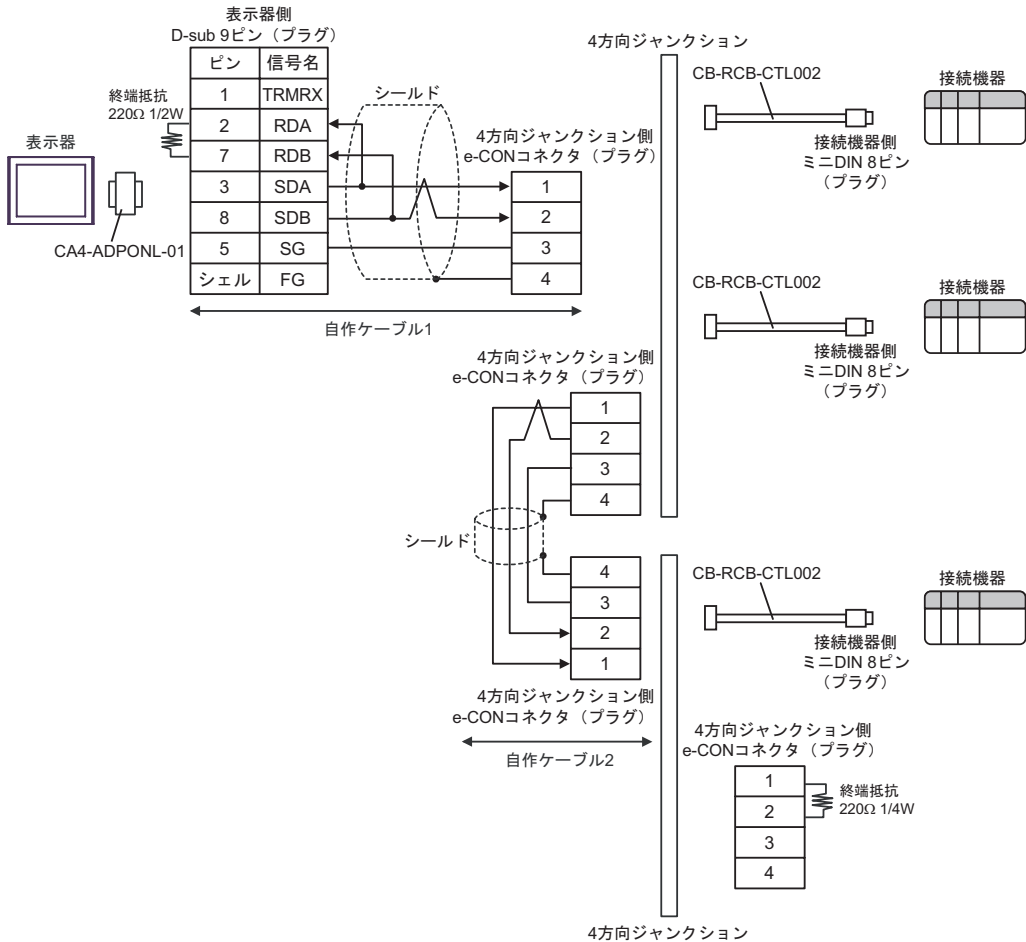 表示器側
D-sub 9ピン（プラグ）
ピン 信号名
1 TRMRX
2 RDA
7 RDB
3 SDA
8 SDB
5 SG
シェル FG
終端抵抗
220Ω 1/2W
表示器
CA4-ADPONL-01
シールド
4方向ジャンクション側
e-CONコネクタ（プラグ）
1
2
3
4
自作ケーブル1
4方向ジャンクション
CB-RCB-CTL002
接続機器側
ミニDIN 8ピン
（プラグ）
接続機器
CB-RCB-CTL002
接続機器側
ミニDIN 8ピン
（プラグ）
接続機器
4方向ジャンクション側
e-CONコネクタ（プラグ）
1
2
3
4
シールド
4
3
2
1
4方向ジャンクション側
e-CONコネクタ（プラグ）
自作ケーブル2
CB-RCB-CTL002
接続機器側
ミニDIN 8ピン
（プラグ）
接続機器
4方向ジャンクション側
e-CONコネクタ（プラグ）
1
2
3
4
終端抵抗
220Ω 1/4W
4方向ジャンクション